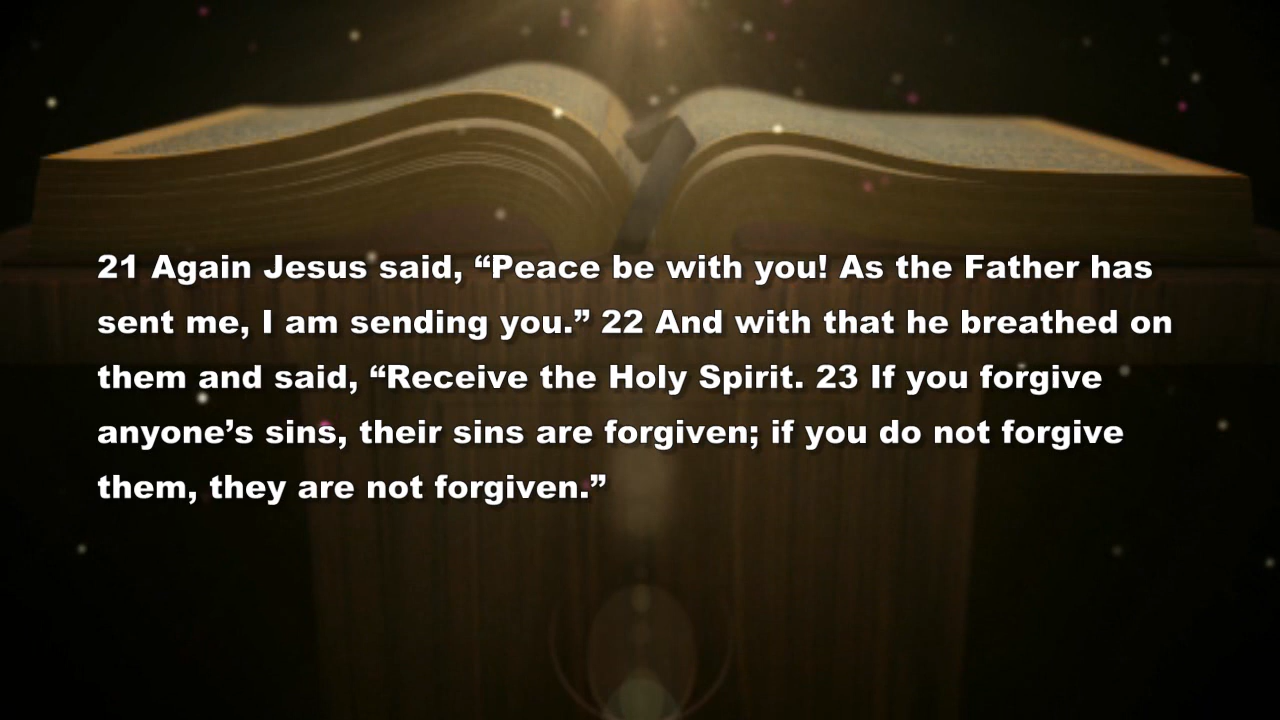 21 Again Jesus said, “Peace be with you! As the Father has
sent me, I am sending you.” 22 And with that he breathed on
them and said, “Receive the Holy Spirit. 23 If you forgive
anyone’s sins, their sins are forgiven; if you do not forgive
them, they are not forgiven.”